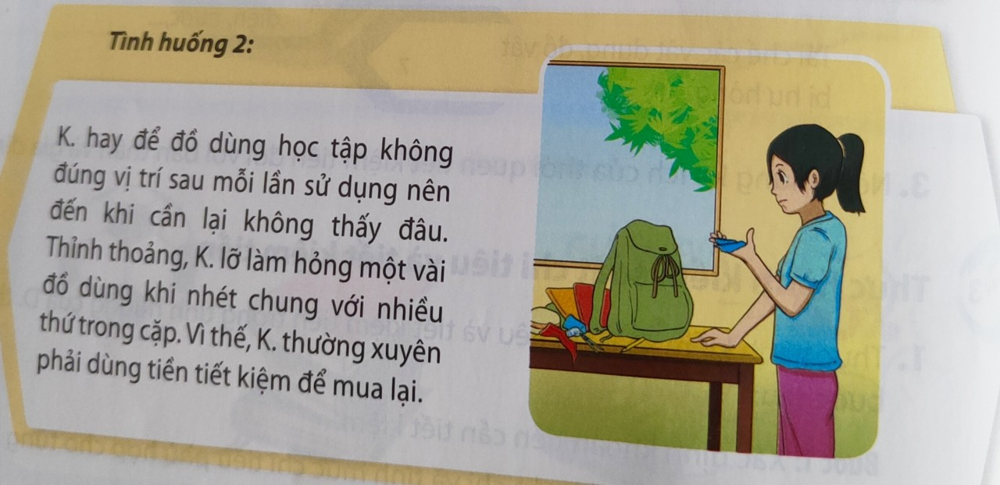 Tình huống 2:
K. hay để đồ dùng học tập không
đúng vị trí sau mỗi lần sử dụng nên
đến khi cần lại không thấy đâu.
Thỉnh thoảng, K. lỡ làm hỏng một vài
đồ dùng khi nhét chung với nhiều
thứ trong cặp. Vì thế, K. thường xuyên
phải dùng tiền tiết kiệm để mua lại.